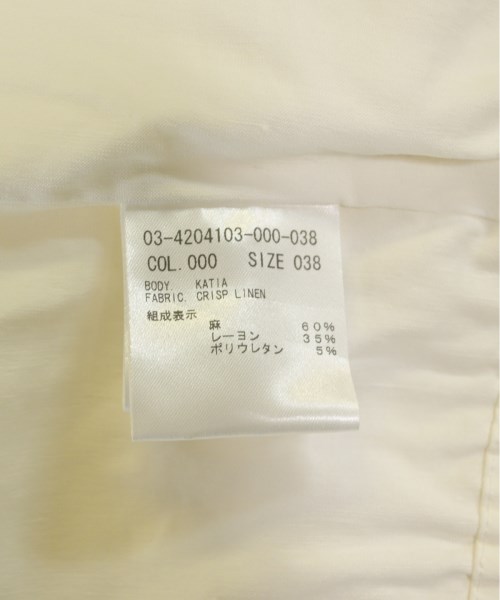 03-4204103-000-038
COL. 000 SIZE 038
BODY. KATIA
FABRIC. CRISP LINEN
組成表示
麻 60%
レーヨン 35%
ポリウレタン 5%